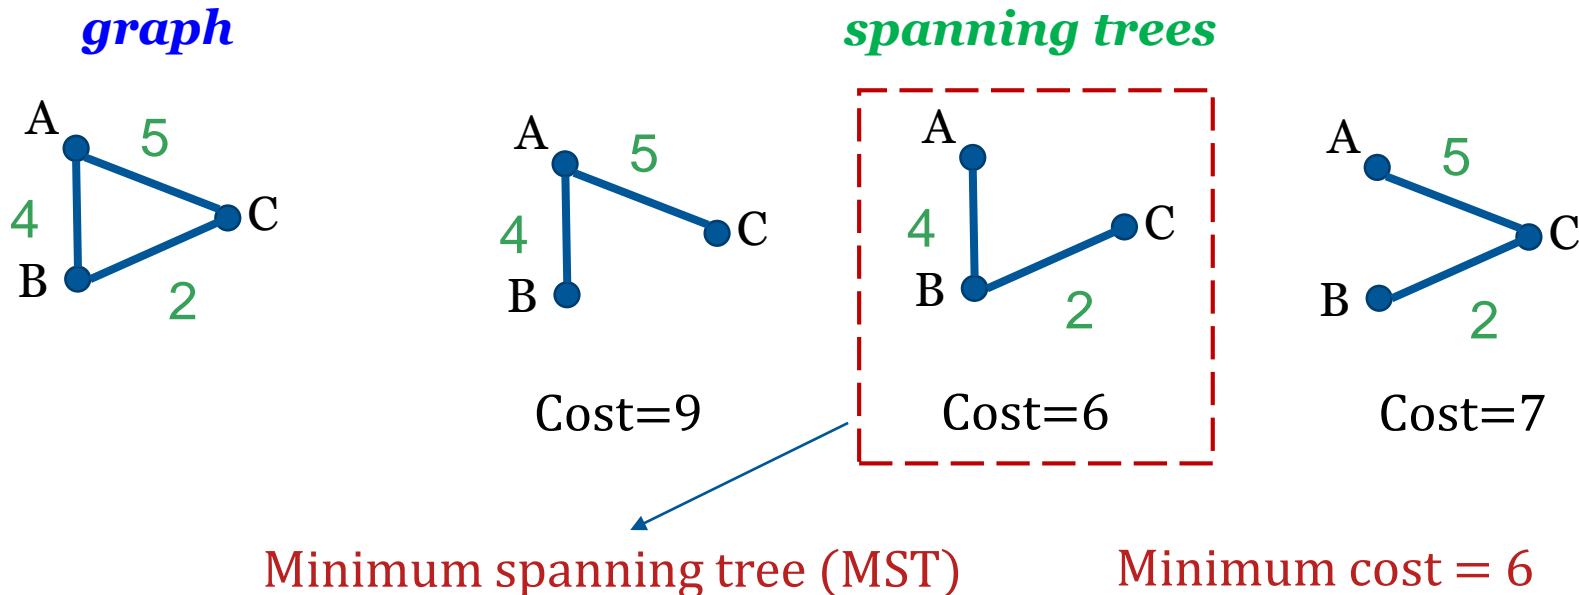 graph
spanning trees
A
5
4
C
B
2
A
5
4
C
B
A
4
C
B
2
A
5
C
B
2
Cost=9
Cost=6
Cost=7
Minimum spanning tree (MST)
Minimum cost = 6